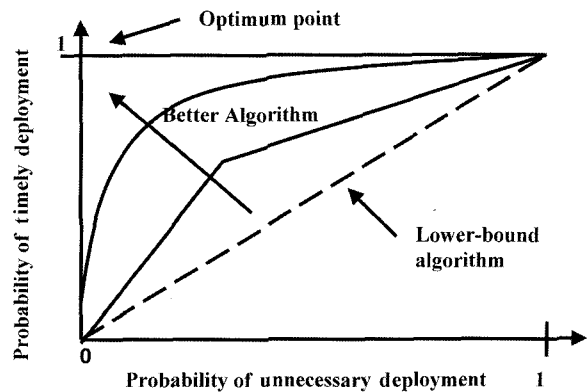 Optimum point
1
Better Algorithm
Probability of timely deployment
Lower-bound
algorithm
0
Probability of unnecessary deployment
1